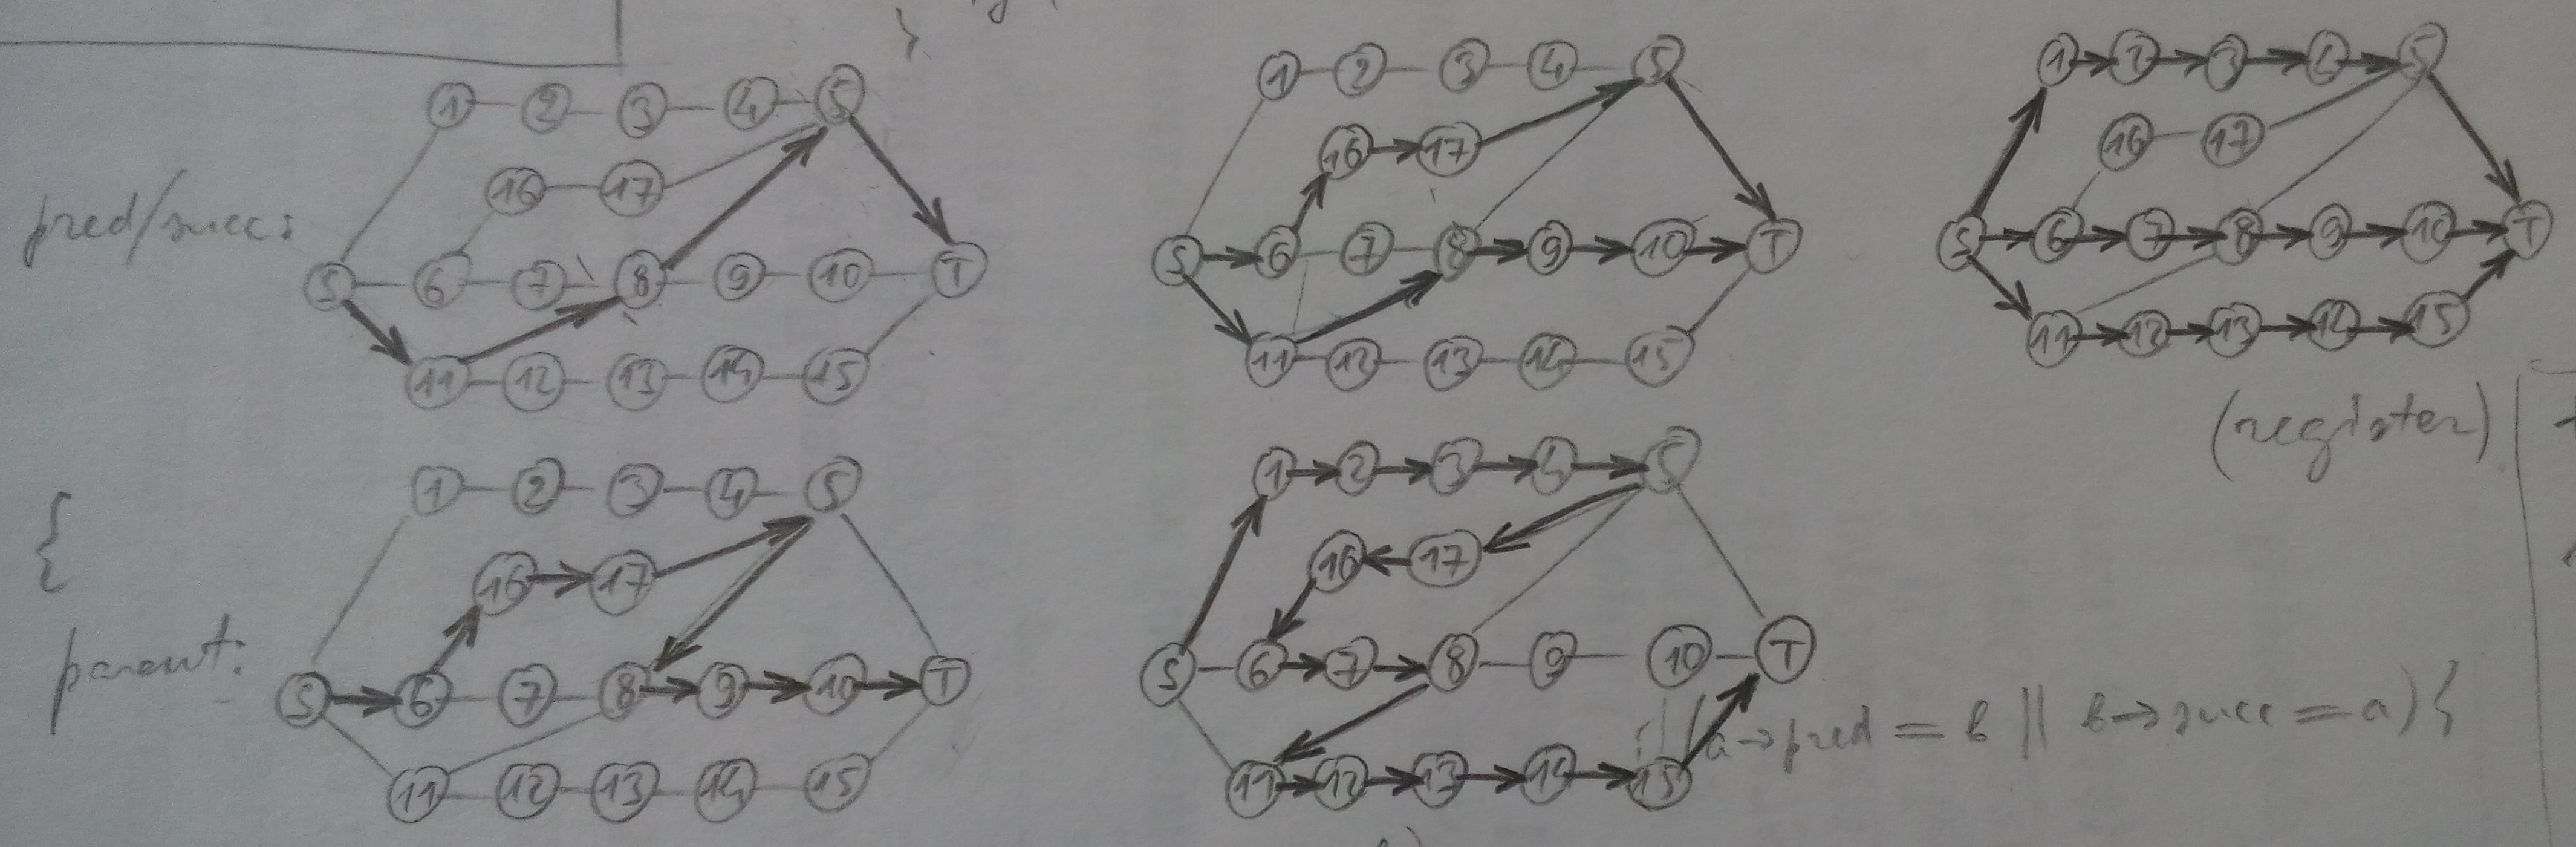 1 2 3 4 5
16 17
pred/succ: S 6 7 8 9 10 T
11 12 13 14 15
1 2 3 4 5
16 17
S 6 7 8 9 10 T
11 12 13 14 15
1 2 3 4 5
16 17
S 6 7 8 9 10 T
11 12 13 14 15
(register)
{
1 2 3 4 5
16 17
parent: S 6 7 8 9 10 T
11 12 13 14 15
1 2 3 4 5
16 17
S 6 7 8 9 10 T
11 12 13 14 15
(a→pred = b || b→succ = a) {